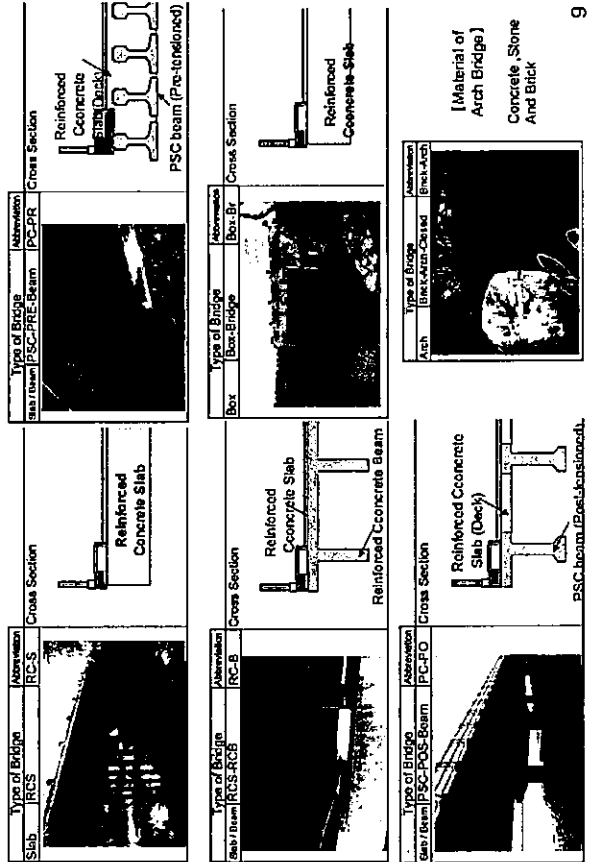 Type of Bridge Abbreviation
Slab RCS RC-S
Cross Section
Reinforced
Concrete Slab
Type of Bridge Abbreviation
Slab / Beam PSC-PRE-Beam PC-PR
Cross Section
Reinforced
Cconcrete
Slab(Deck)
PSC beam (Pre-tensioned)
Type of Bridge Abbreviation
Slab / Beam RCS-RCB RC-B
Cross Section
Reinforced
Cconcrete Slab
Reinforced Cconcrete Beam
Type of Bridge Abbreviation
Box Box-Bridge Box-Br
Cross Section
Reinforced
Cconcrete Slab
Type of Bridge Abbreviation
Slab / Beam PSC-POS-Beam PC-PO
Cross Section
Reinforced Cconcrete
Slab (Deck)
PSC beam (Post-tensioned)
Type of Bridge Abbreviation
Arch Brick-Arch-Closed Brick-Arch
[Material of
Arch Bridge]
Concrete, Stone
And Brick
9